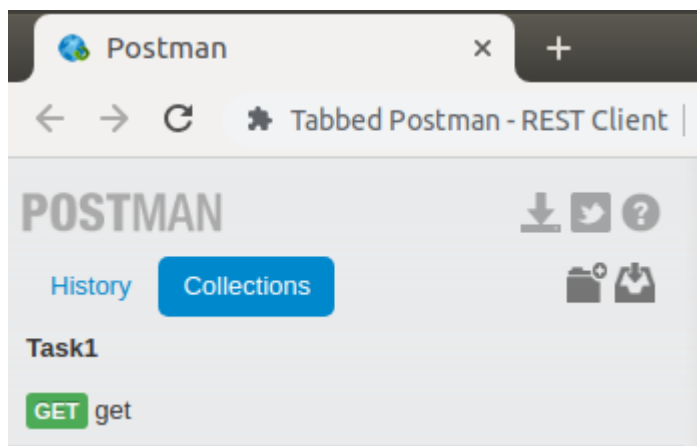 Postman
Tabbed Postman - REST Client
POSTMAN
History Collections
Task1
GET get